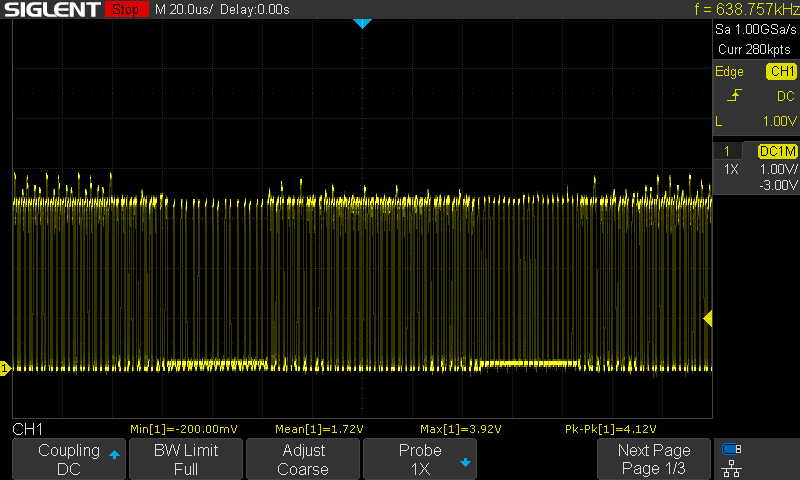 SIGLENT Stop M 20.0us/ Delay:0.00s f = 638.757kHz
Sa 1.00GSa/s
Curr 280kpts
Edge CH1
DC
L 1.00V
1 DC1M
1X 1.00V/
-3.00V
1
CH1 Min[1]=-200.00mV Mean[1]=1.72V Max[1]=3.92V Pk-Pk[1]=4.12V
Coupling BW Limit Adjust Probe Next Page
DC Full Coarse 1X Page 1/3